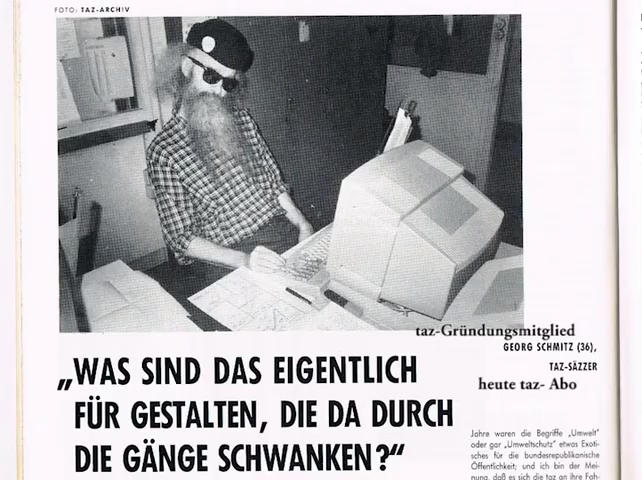 FOTO: TAZ-ARCHIV
taz-Gründungsmitglied
GEORG SCHMITZ (36),
TAZ-SÄZZER
heute taz- Abo
„WAS SIND DAS EIGENTLICH
FÜR GESTALTEN, DIE DA DURCH
DIE GÄNGE SCHWANKEN?“
Jahre waren die Begriffe „Umwelt“
oder gar „Umweltschutz“ etwas Exoti-
sches für die bundesrepublikanische
Öffentlichkeit; und ich bin der Mei-
nung, daß es sich die taz an ihre Fah-